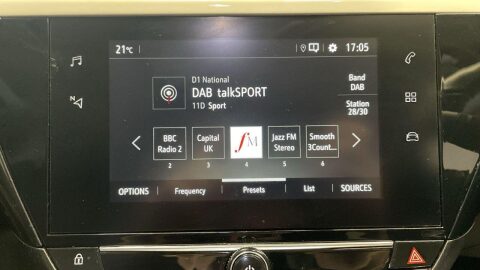 21°c
17:05
D1 National
DAB talkSPORT
11D Sport
Band
DAB
Station
28/30
BBC
Radio 2
Capital
UK
fM
Jazz FM
Stereo
Smooth
3Count...
2
3
4
5
6
OPTIONS
Frequency
Presets
List
SOURCES
N